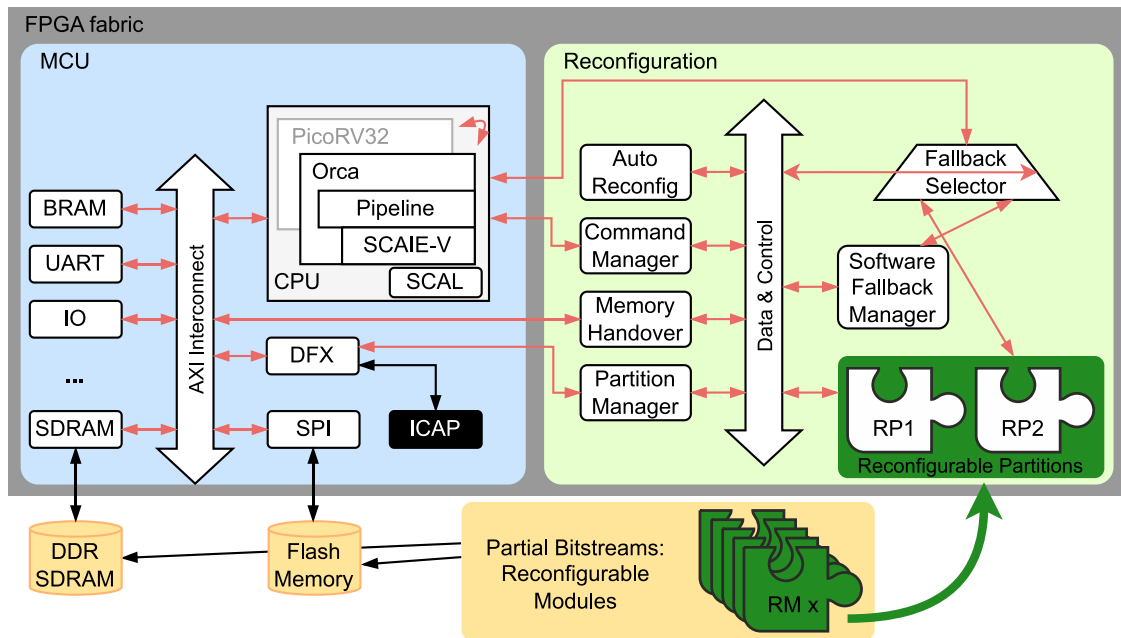 FPGA fabric
MCU
BRAM
UART
IO
...
SDRAM
AXI Interconnect
PicoRV32
Orca
Pipeline
SCAIE-V
CPU
SCAL
DFX
SPI
ICAP
Reconfiguration
Auto
Reconfig
Command
Manager
Memory
Handover
Partition
Manager
Data & Control
Fallback
Selector
Software
Fallback
Manager
RP1
RP2
Reconfigurable Partitions
DDR
SDRAM
Flash
Memory
Partial Bitstreams:
Reconfigurable
Modules
RM x